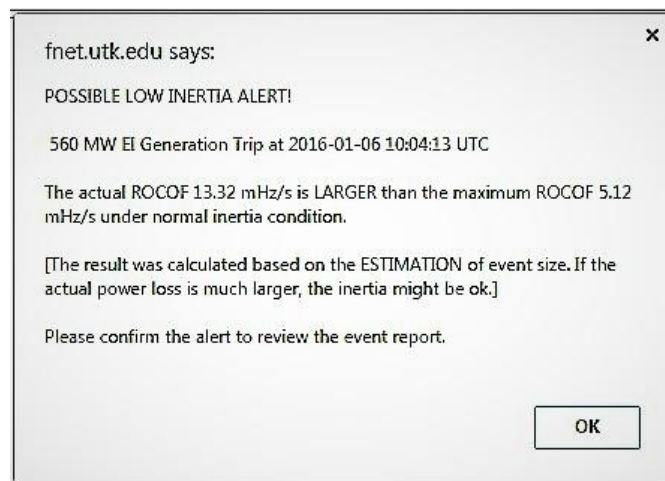 fnet.utk.edu says:
POSSIBLE LOW INERTIA ALERT!
560 MW EI Generation Trip at 2016-01-06 10:04:13 UTC
The actual ROCOF 13.32 mHz/s is LARGER than the maximum ROCOF 5.12
mHz/s under normal inertia condition.
[The result was calculated based on the ESTIMATION of event size. If the
actual power loss is much larger, the inertia might be ok.]
Please confirm the alert to review the event report.
OK